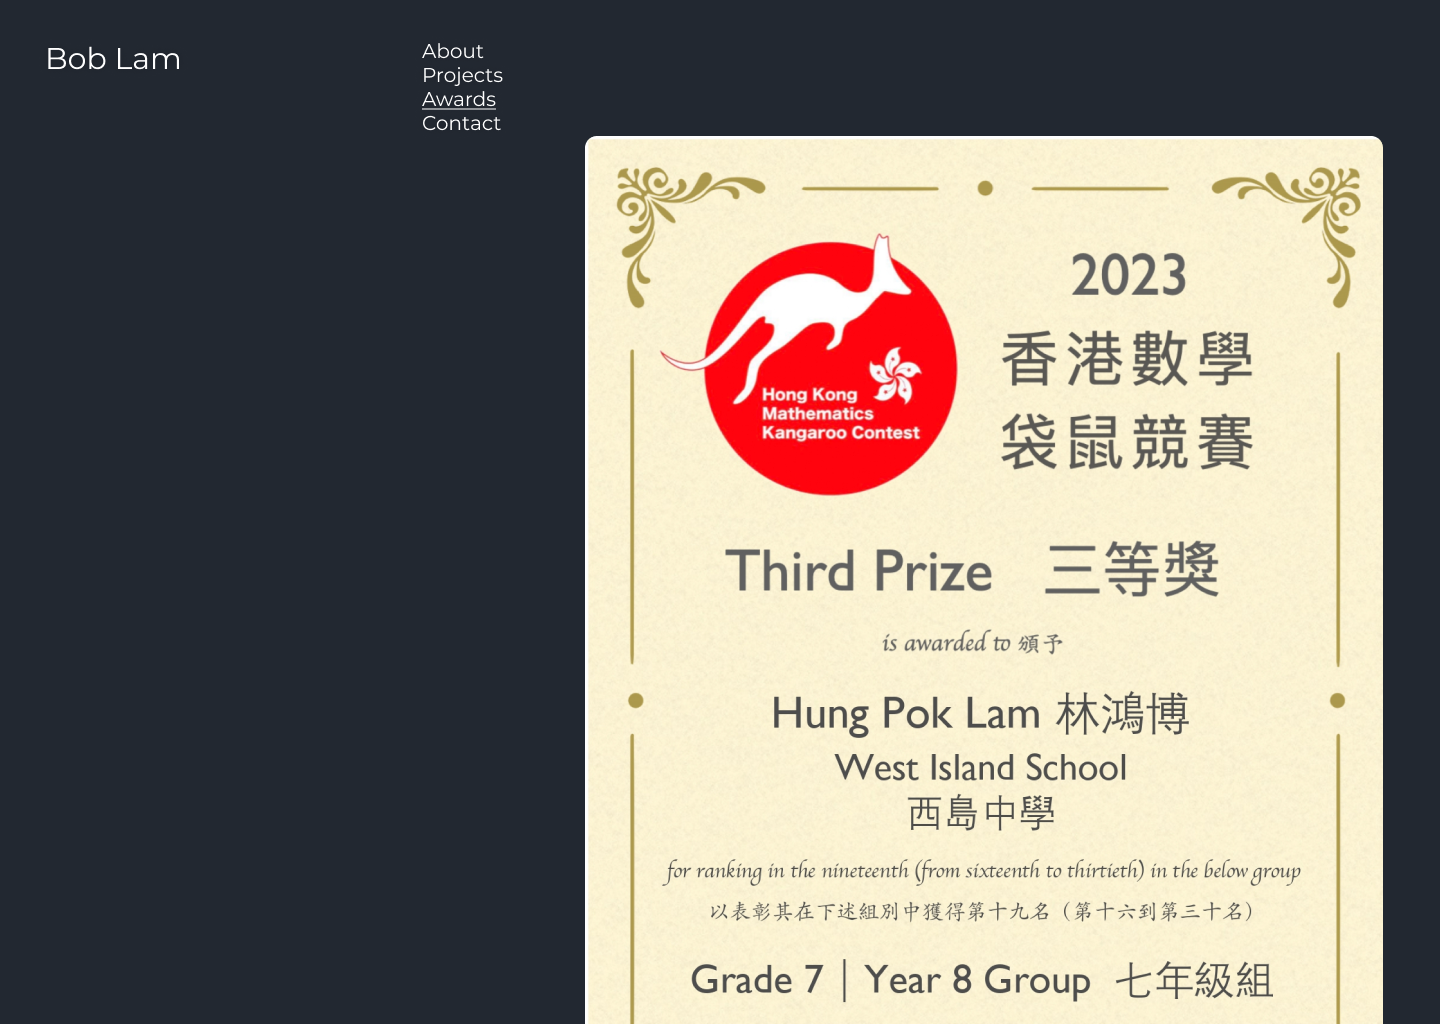 Bob Lam
About
Projects
Awards
Contact
Hong Kong
Mathematics
Kangaroo Contest
2023
香港數學
袋鼠競賽
Third Prize 三等獎
is awarded to 頒予
Hung Pok Lam 林鴻博
West Island School
西島中學
for ranking in the nineteenth (from sixteenth to thirtieth) in the below group
以表彰其在下述組別中獲得第十九名（第十六到第三十名）
Grade 7 | Year 8 Group 七年級組